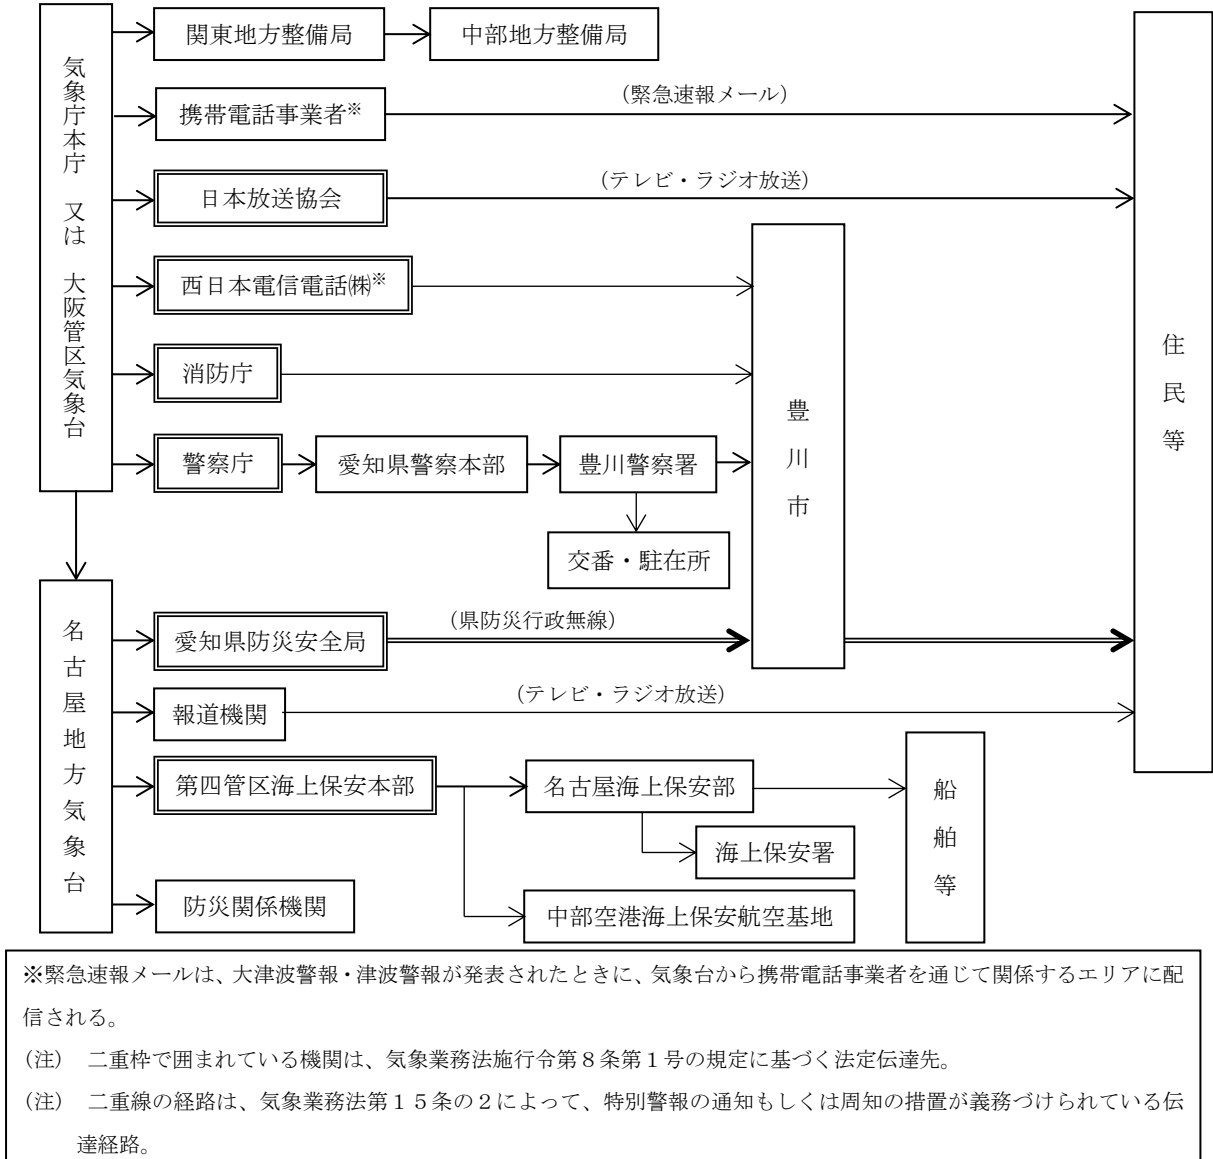 気象庁本庁　又は　大阪管区気象台
関東地方整備局
中部地方整備局
携帯電話事業者※
（緊急速報メール）
日本放送協会
（テレビ・ラジオ放送）
西日本電信電話㈱※
消防庁
警察庁
愛知県警察本部
豊川警察署
交番・駐在所
豊川市
住民等
名古屋地方気象台
愛知県防災安全局
（県防災行政無線）
報道機関
（テレビ・ラジオ放送）
第四管区海上保安本部
名古屋海上保安部
海上保安署
中部空港海上保安航空基地
船舶等
防災関係機関
※緊急速報メールは、大津波警報・津波警報が発表されたときに、気象台から携帯電話事業者を通じて関係するエリアに配
信される。
（注）　二重枠で囲まれている機関は、気象業務法施行令第８条第１号の規定に基づく法定伝達先。
（注）　二重線の経路は、気象業務法第１５条の２によって、特別警報の通知もしくは周知の措置が義務づけられている伝
達経路。